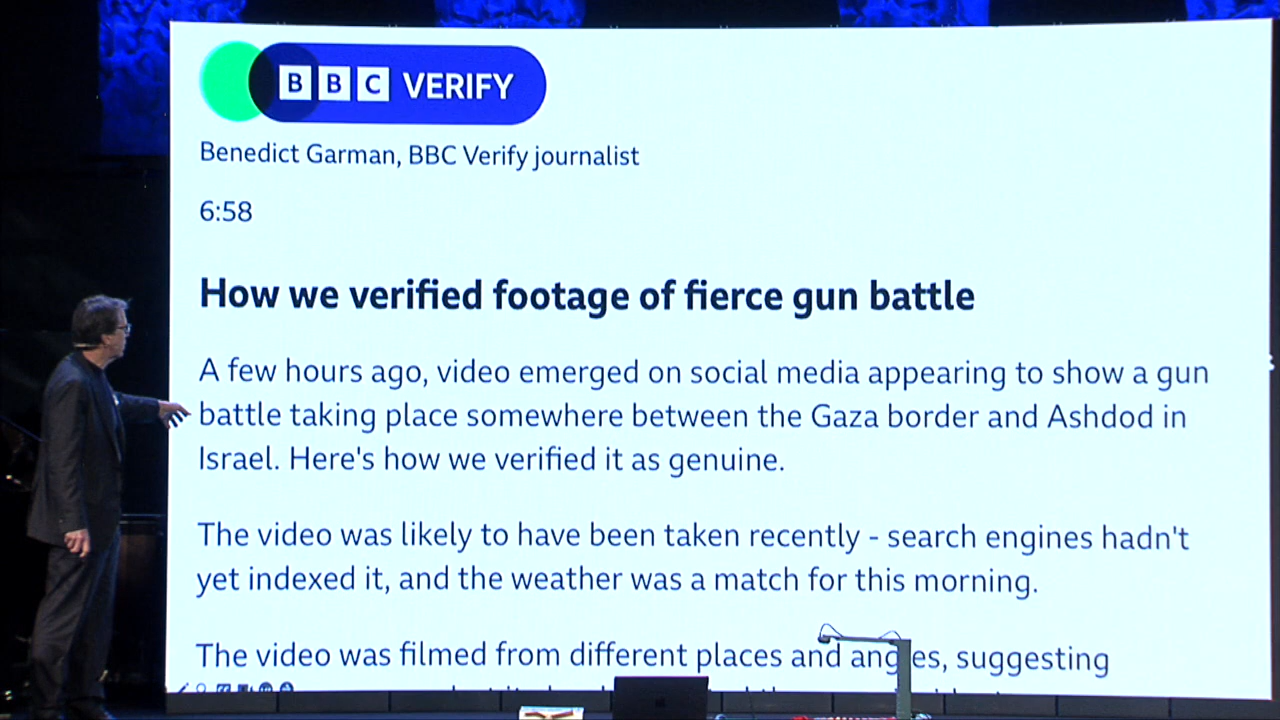 BBC VERIFY
Benedict Garman, BBC Verify journalist
6:58
How we verified footage of fierce gun battle
A few hours ago, video emerged on social media appearing to show a gun
battle taking place somewhere between the Gaza border and Ashdod in
Israel. Here's how we verified it as genuine.
The video was likely to have been taken recently - search engines hadn't
yet indexed it, and the weather was a match for this morning.
The video was filmed from different places and angles, suggesting